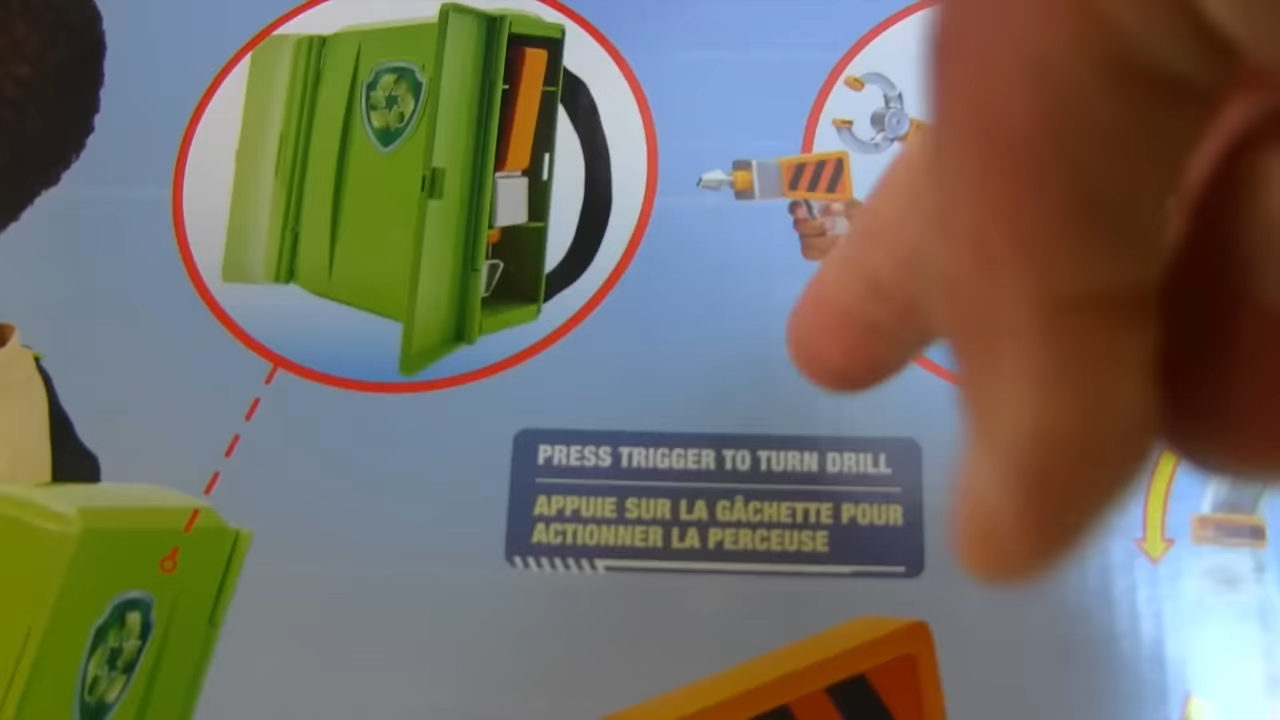 PRESS TRIGGER TO TURN DRILL
APPUIE SUR LA GÂCHETTE POUR
ACTIONNER LA PERCEUSE